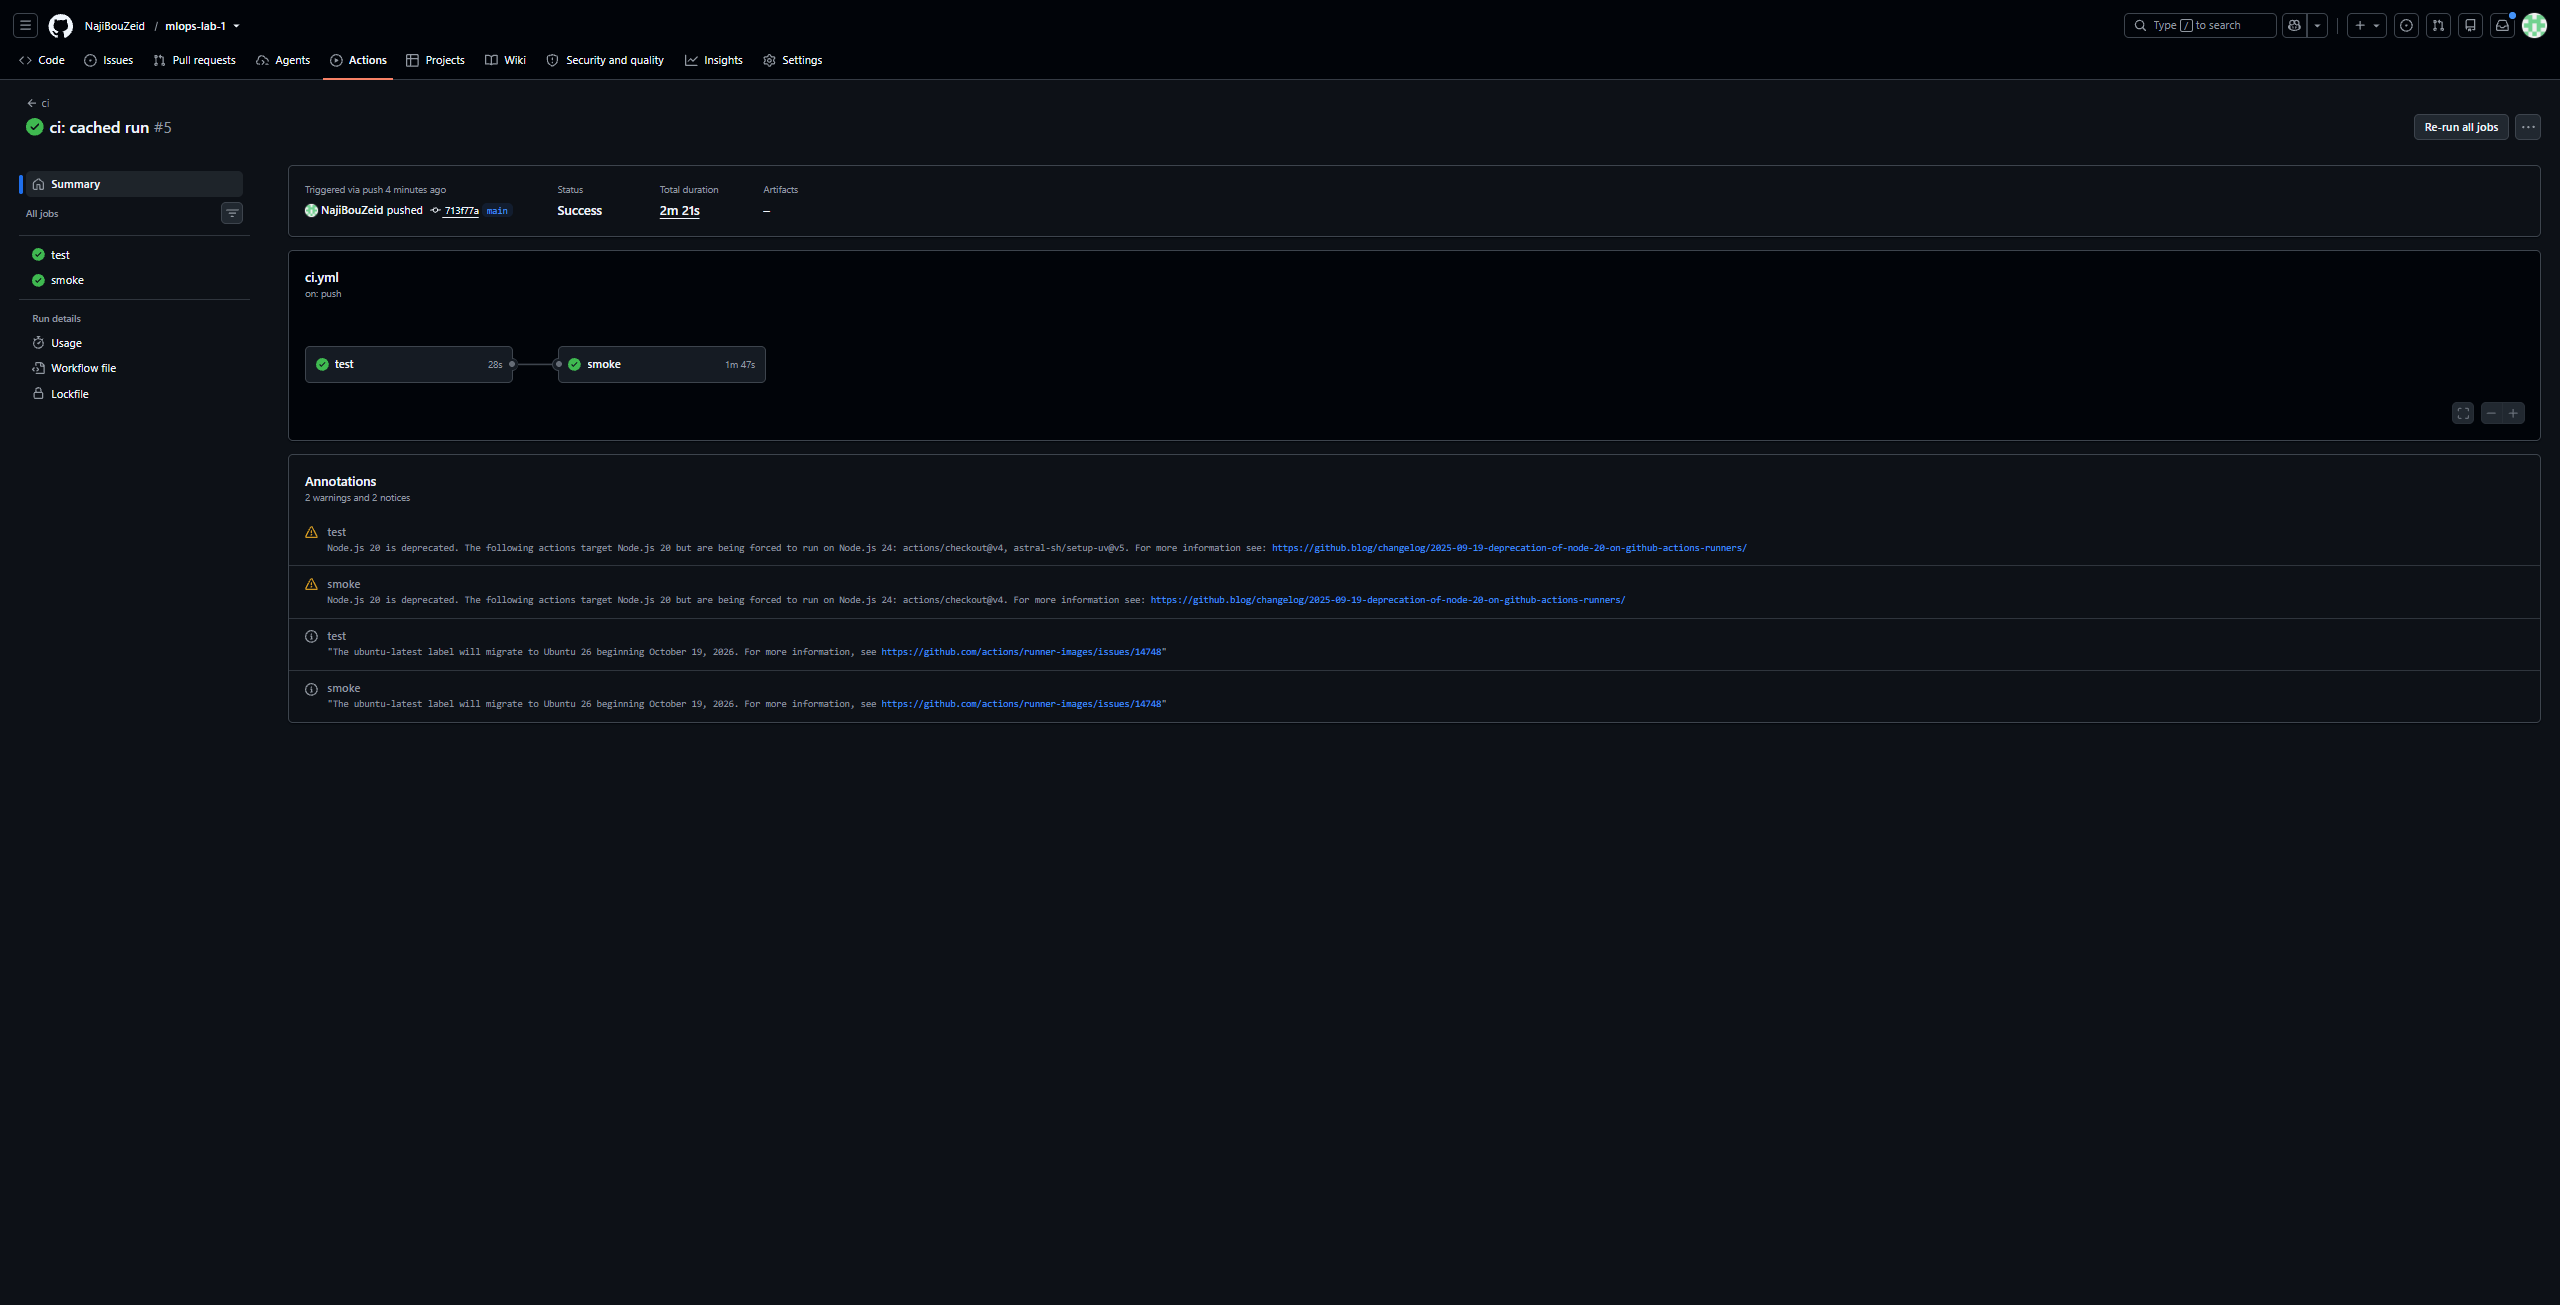 NajiBouZeid / mlops-lab-1
Type / to search
Code Issues Pull requests Agents Actions Projects Wiki Security and quality Insights Settings
ci
ci: cached run #5
Re-run all jobs
Summary
All jobs
test
smoke
Run details
Usage
Workflow file
Lockfile
Triggered via push 4 minutes ago
NajiBouZeid pushed 713f77a main
Status
Success
Total duration
2m 21s
Artifacts
–
ci.yml
on: push
test 28s
smoke 1m 47s
Annotations
2 warnings and 2 notices
test
Node.js 20 is deprecated. The following actions target Node.js 20 but are being forced to run on Node.js 24: actions/checkout@v4, astral-sh/setup-uv@v5. For more information see: https://github.blog/changelog/2025-09-19-deprecation-of-node-20-on-github-actions-runners/
smoke
Node.js 20 is deprecated. The following actions target Node.js 20 but are being forced to run on Node.js 24: actions/checkout@v4. For more information see: https://github.blog/changelog/2025-09-19-deprecation-of-node-20-on-github-actions-runners/
test
"The ubuntu-latest label will migrate to Ubuntu 26 beginning October 19, 2026. For more information, see https://github.com/actions/runner-images/issues/14748"
smoke
"The ubuntu-latest label will migrate to Ubuntu 26 beginning October 19, 2026. For more information, see https://github.com/actions/runner-images/issues/14748"